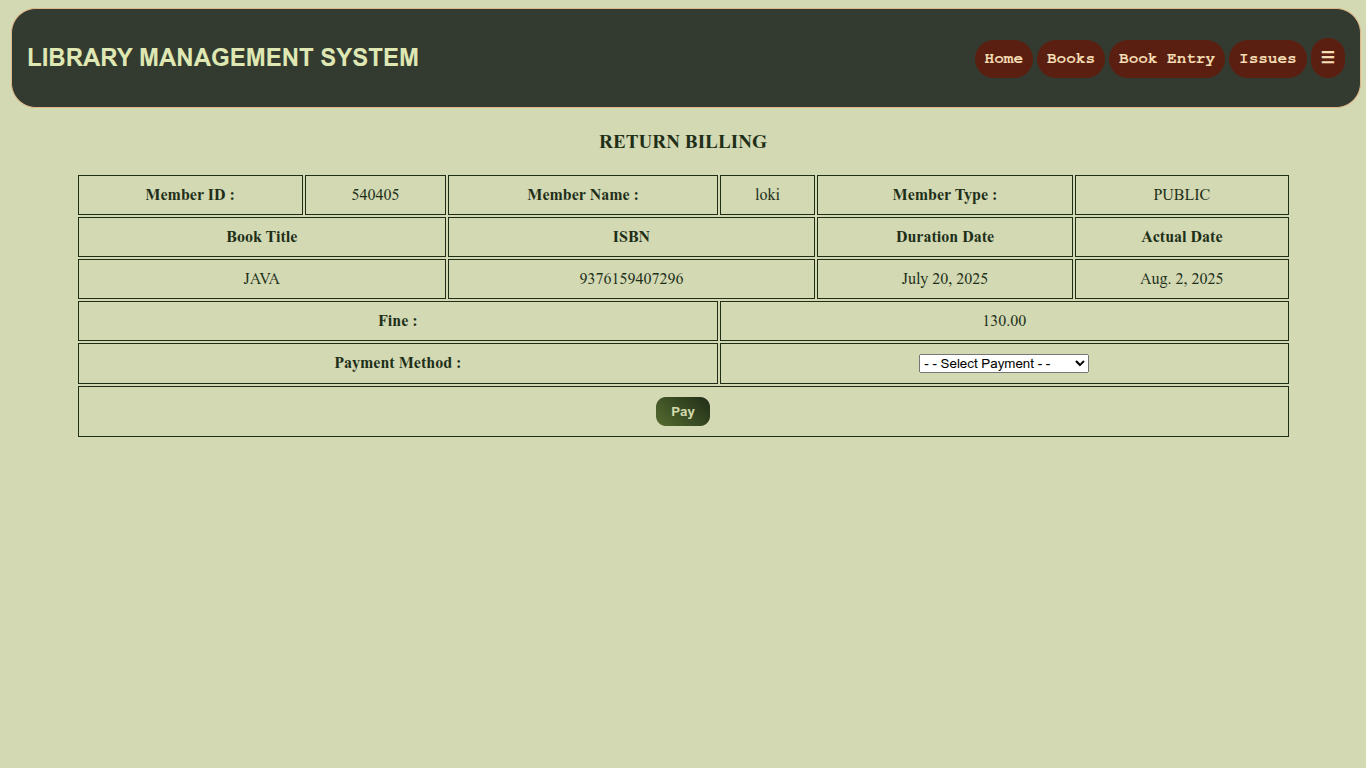 LIBRARY MANAGEMENT SYSTEM
Home Books Book Entry Issues ☰
RETURN BILLING
Member ID : 540405 Member Name : loki Member Type : PUBLIC
Book Title ISBN Duration Date Actual Date
JAVA 9376159407296 July 20, 2025 Aug. 2, 2025
Fine : 130.00
Payment Method : - - Select Payment - -
Pay